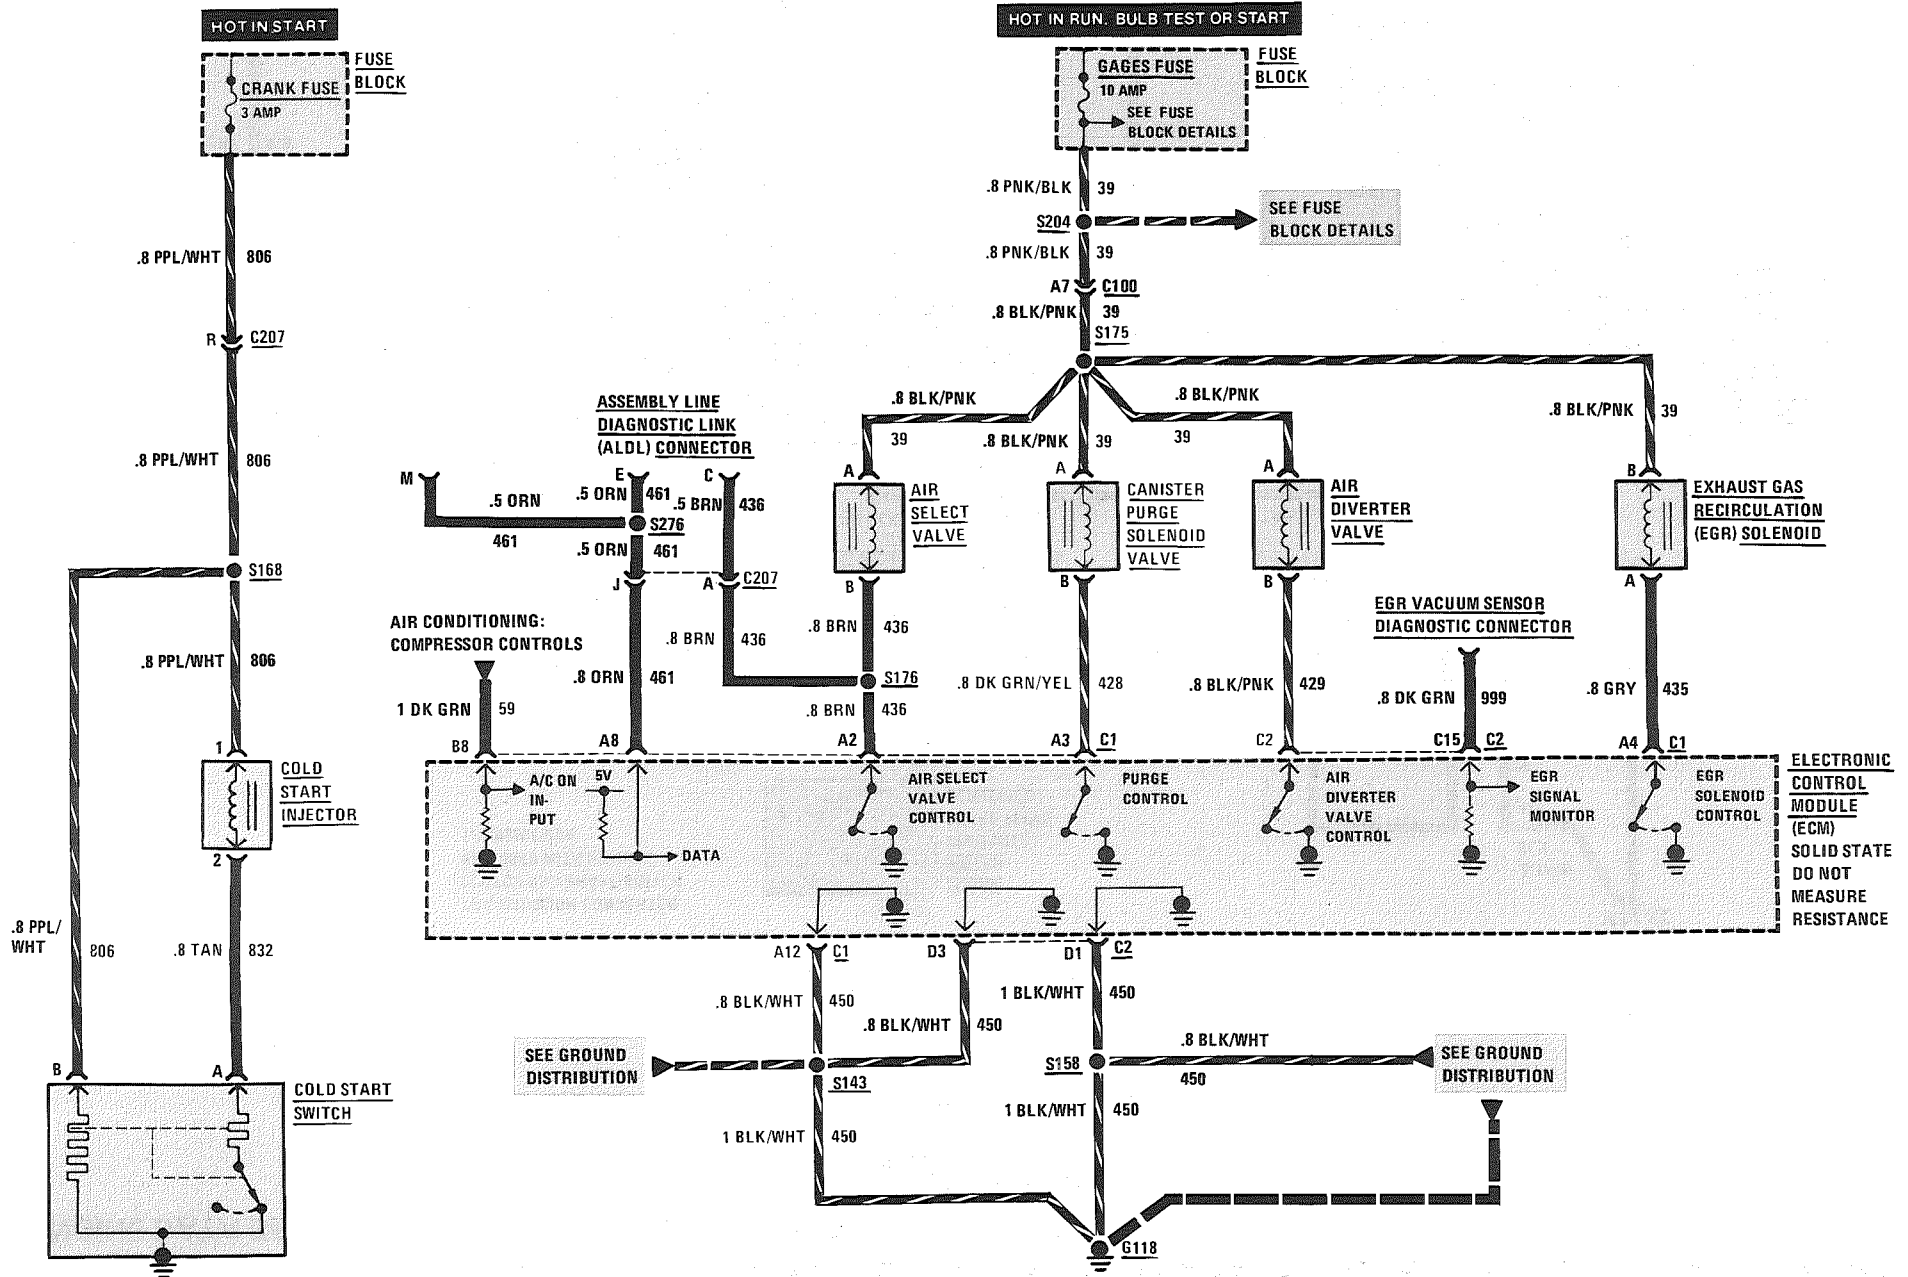 HOT IN START
HOT IN RUN. BULB TEST OR START
FUSE
BLOCK
CRANK FUSE
3 AMP
GAGES FUSE
10 AMP
SEE FUSE
BLOCK DETAILS
FUSE
BLOCK
.8 PNK/BLK 39
S204
SEE FUSE
BLOCK DETAILS
.8 PNK/BLK 39
.8 PPL/WHT 806
A7 C100
.8 BLK/PNK 39
S175
R C207
ASSEMBLY LINE
DIAGNOSTIC LINK
(ALDL) CONNECTOR
.8 BLK/PNK
39
.8 BLK/PNK 39
.8 BLK/PNK
39
.8 BLK/PNK 39
.8 PPL/WHT 806
M
E
C
.5 ORN
461
.5 ORN 461
.5 BRN 436
S276
.5 ORN 461
J
A C207
A
AIR
SELECT
VALVE
B
A
CANISTER
PURGE
SOLENOID
VALVE
B
A
AIR
DIVERTER
VALVE
B
B
EXHAUST GAS
RECIRCULATION
(EGR) SOLENOID
A
S168
AIR CONDITIONING:
COMPRESSOR CONTROLS
EGR VACUUM SENSOR
DIAGNOSTIC CONNECTOR
.8 PPL/WHT 806
.8 BRN 436
.8 BRN 436
S176
1 DK GRN 59
.8 ORN 461
.8 BRN 436
.8 DK GRN/YEL 428
.8 BLK/PNK 429
.8 DK GRN 999
.8 GRY 435
1
B8
A8
A2
A3 C1
C2
C15 C2
A4 C1
COLD
START
INJECTOR
2
A/C ON
IN-
PUT
5V
DATA
AIR SELECT
VALVE
CONTROL
PURGE
CONTROL
AIR
DIVERTER
VALVE
CONTROL
EGR
SIGNAL
MONITOR
EGR
SOLENOID
CONTROL
ELECTRONIC
CONTROL
MODULE
(ECM)
SOLID STATE
DO NOT
MEASURE
RESISTANCE
.8 PPL/
WHT
806
.8 TAN 832
A12 C1
D3
D1 C2
.8 BLK/WHT 450
.8 BLK/WHT 450
1 BLK/WHT 450
SEE GROUND
DISTRIBUTION
S143
S158
.8 BLK/WHT
450
SEE GROUND
DISTRIBUTION
B
A
COLD START
SWITCH
1 BLK/WHT 450
1 BLK/WHT 450
G118